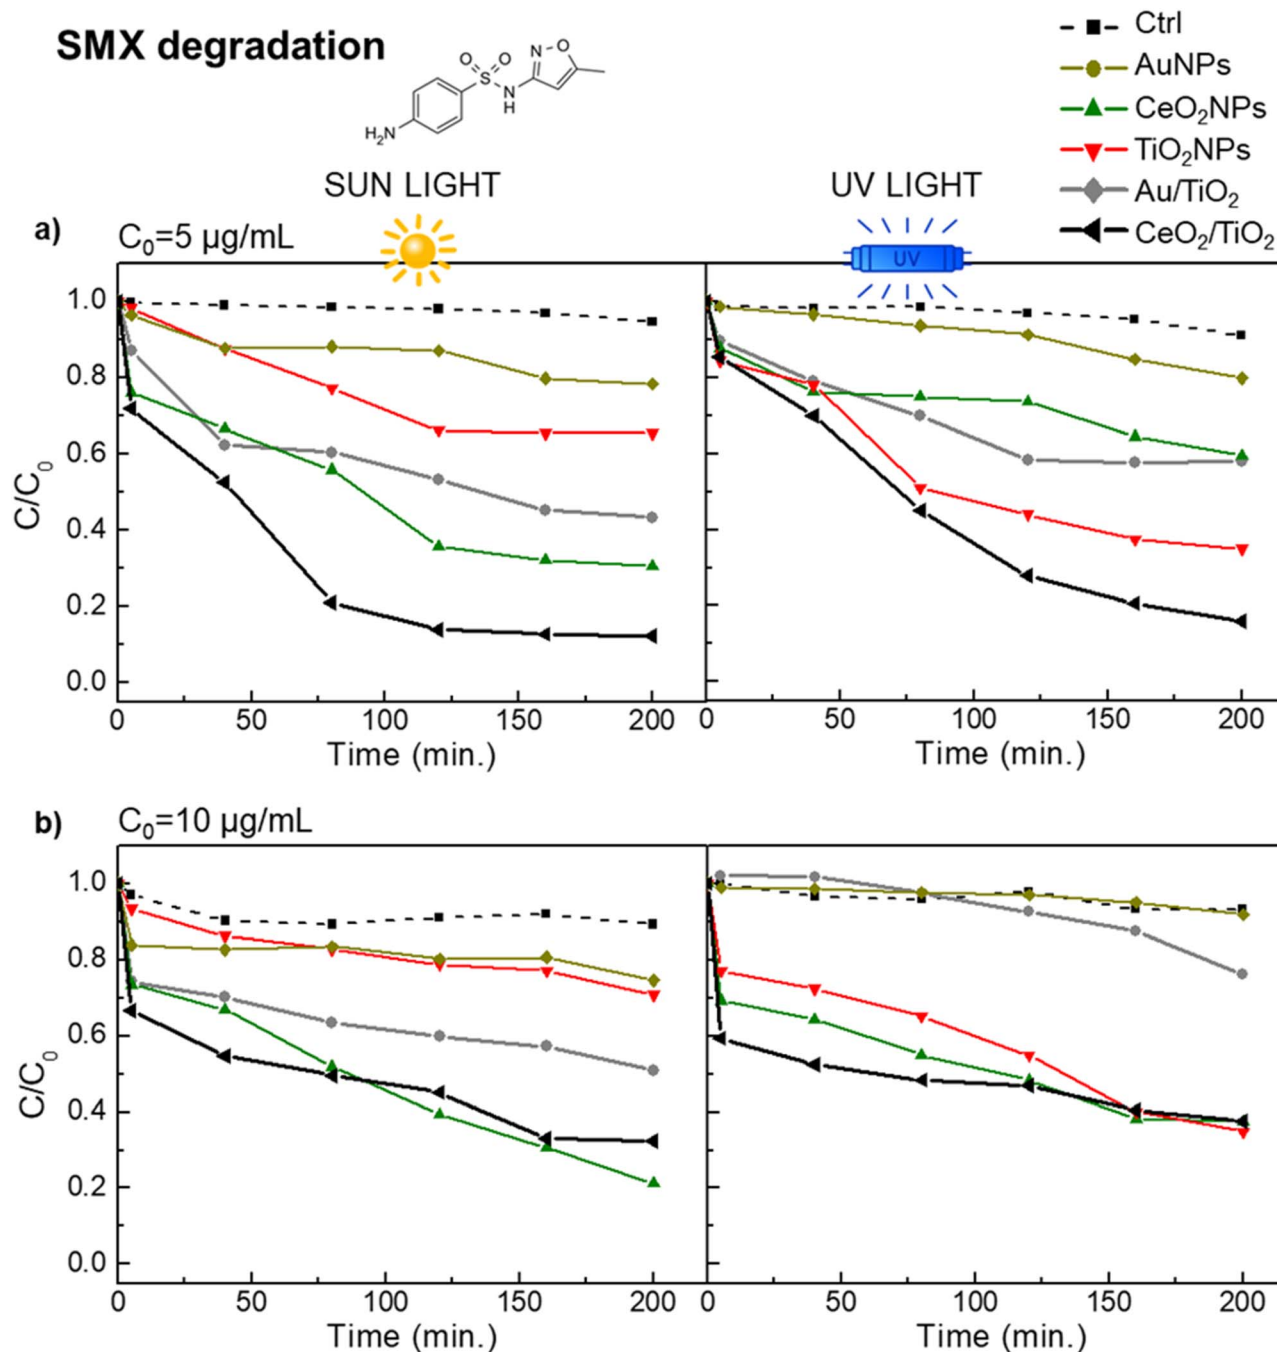 SMX degradation
H₂N
O
O
S
N
H
N
O
Ctrl
AuNPs
CeO₂NPs
TiO₂NPs
Au/TiO₂
CeO₂/TiO₂
SUN LIGHT
UV LIGHT
a)
C₀=5 µg/mL
UV
C/C₀
1.0
0.8
0.6
0.4
0.2
0.0
0 50 100 150 200
Time (min.)
0 50 100 150 200
Time (min.)
b)
C₀=10 µg/mL
C/C₀
1.0
0.8
0.6
0.4
0.2
0.0
0 50 100 150 200
Time (min.)
0 50 100 150 200
Time (min.)